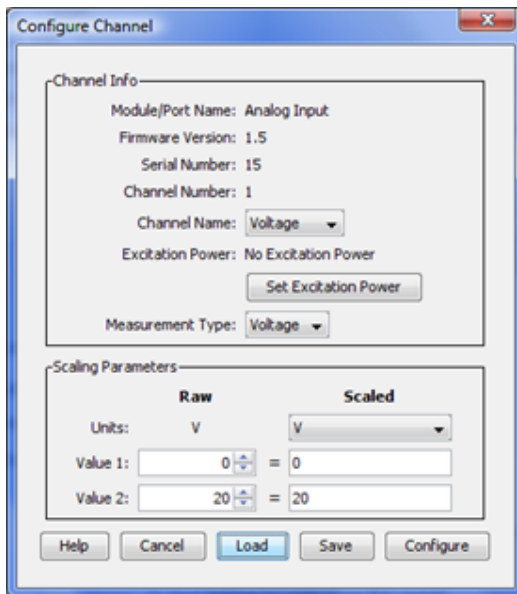 Configure Channel
Channel Info
Module/Port Name: Analog Input
Firmware Version: 1.5
Serial Number: 15
Channel Number: 1
Channel Name: Voltage
Excitation Power: No Excitation Power
Set Excitation Power
Measurement Type: Voltage
Scaling Parameters
Raw Scaled
Units: V V
Value 1: 0 = 0
Value 2: 20 = 20
Help Cancel Load Save Configure